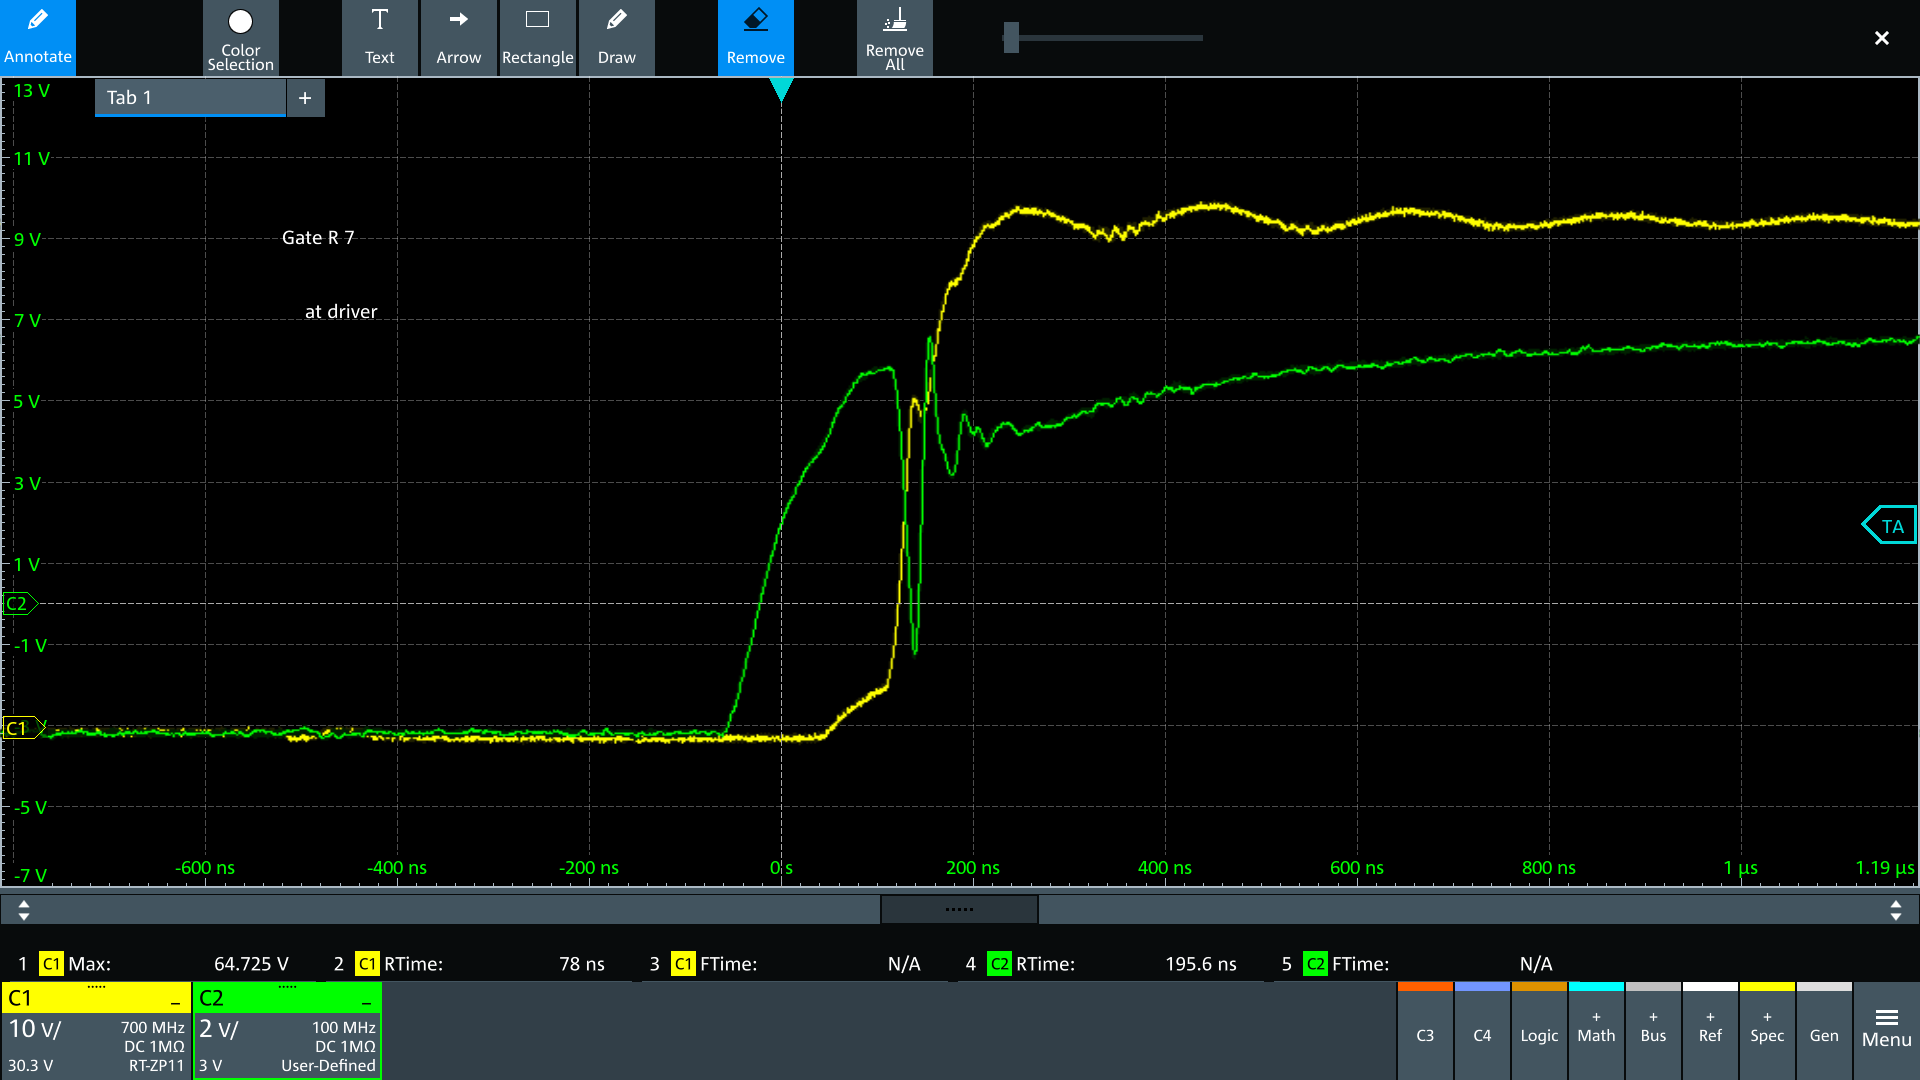 Annotate
Color
Selection
Text
Arrow
Rectangle
Draw
Remove
Remove
All
Tab 1
+
13 V
11 V
9 V
7 V
5 V
3 V
1 V
C2
-1 V
C1
-5 V
-7 V
Gate R 7
at driver
TA
-600 ns
-400 ns
-200 ns
0 s
200 ns
400 ns
600 ns
800 ns
1 µs
1.19 µs
1 C1 Max: 64.725 V 2 C1 RTime: 78 ns 3 C1 FTime: N/A 4 C2 RTime: 195.6 ns 5 C2 FTime: N/A
C1
10 V/ 700 MHz
DC 1MΩ
30.3 V RT-ZP11
C2
2 V/ 100 MHz
DC 1MΩ
3 V User-Defined
C3
C4
Logic
+ Math
+ Bus
+ Ref
+ Spec
Gen
Menu